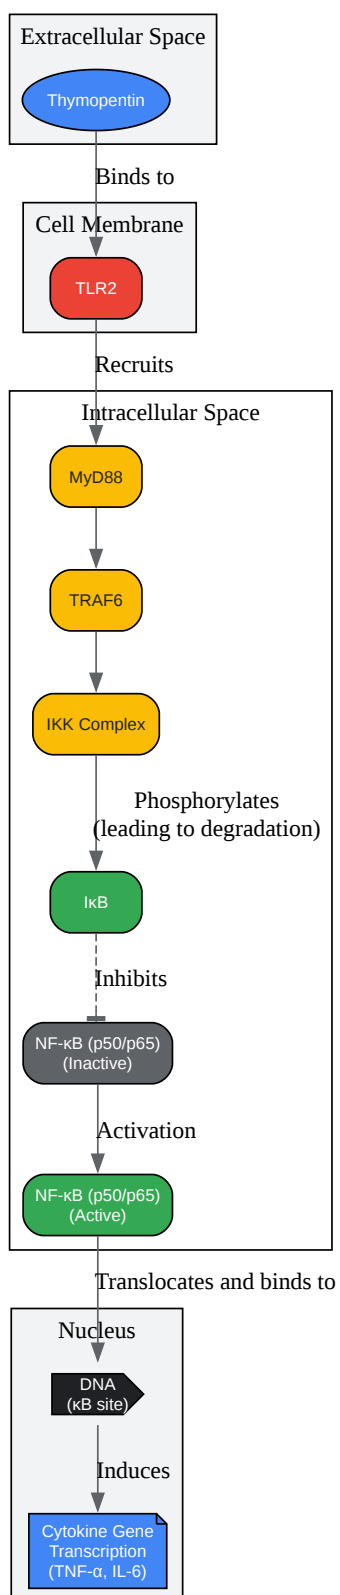 Extracellular Space
Thymopentin
Binds to
Cell Membrane
TLR2
Recruits
Intracellular Space
MyD88
TRAF6
IKK Complex
Phosphorylates
(leading to degradation)
IκB
Inhibits
NF-κB (p50/p65)
(Inactive)
Activation
NF-κB (p50/p65)
(Active)
Translocates and binds to
Nucleus
DNA
(κB site)
Induces
Cytokine Gene
Transcription
(TNF-α, IL-6)